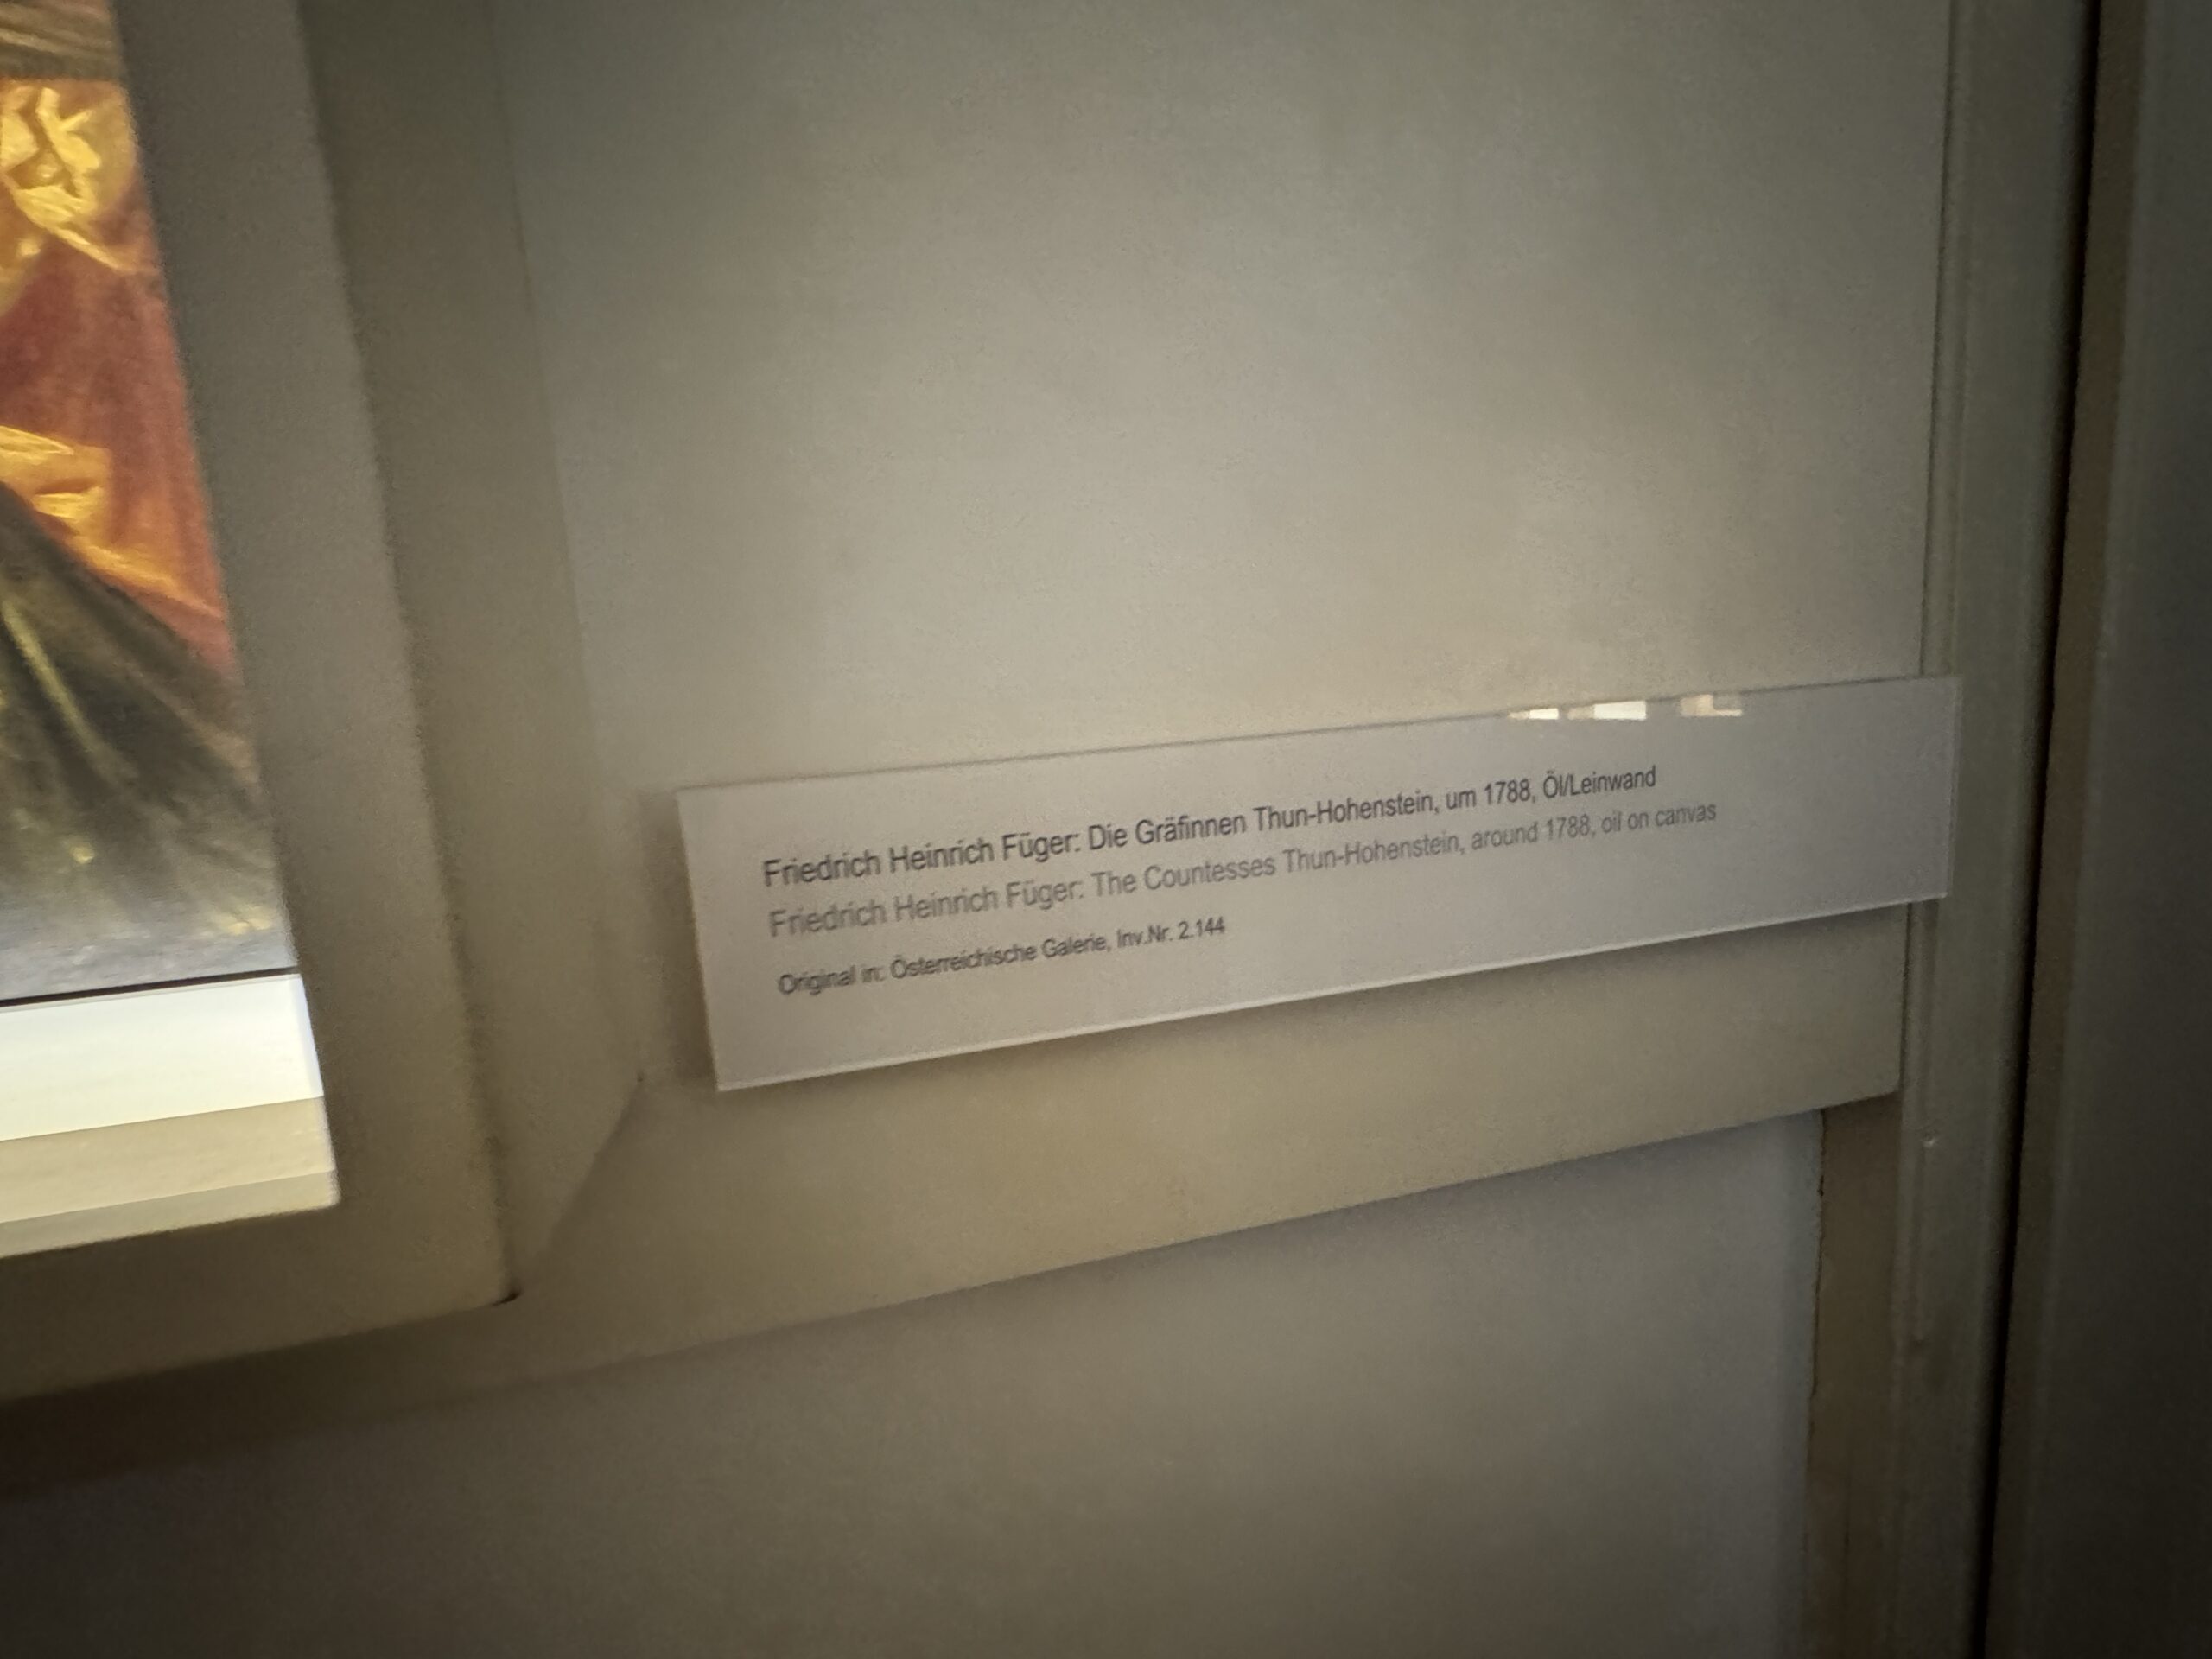 Friedrich Heinrich Füger: Die Gräfinnen Thun-Hohenstein, um 1788, Öl/Leinwand
Friedrich Heinrich Füger: The Countesses Thun-Hohenstein, around 1788, oil on canvas
Original in: Österreichische Galerie, Inv.Nr. 2.144